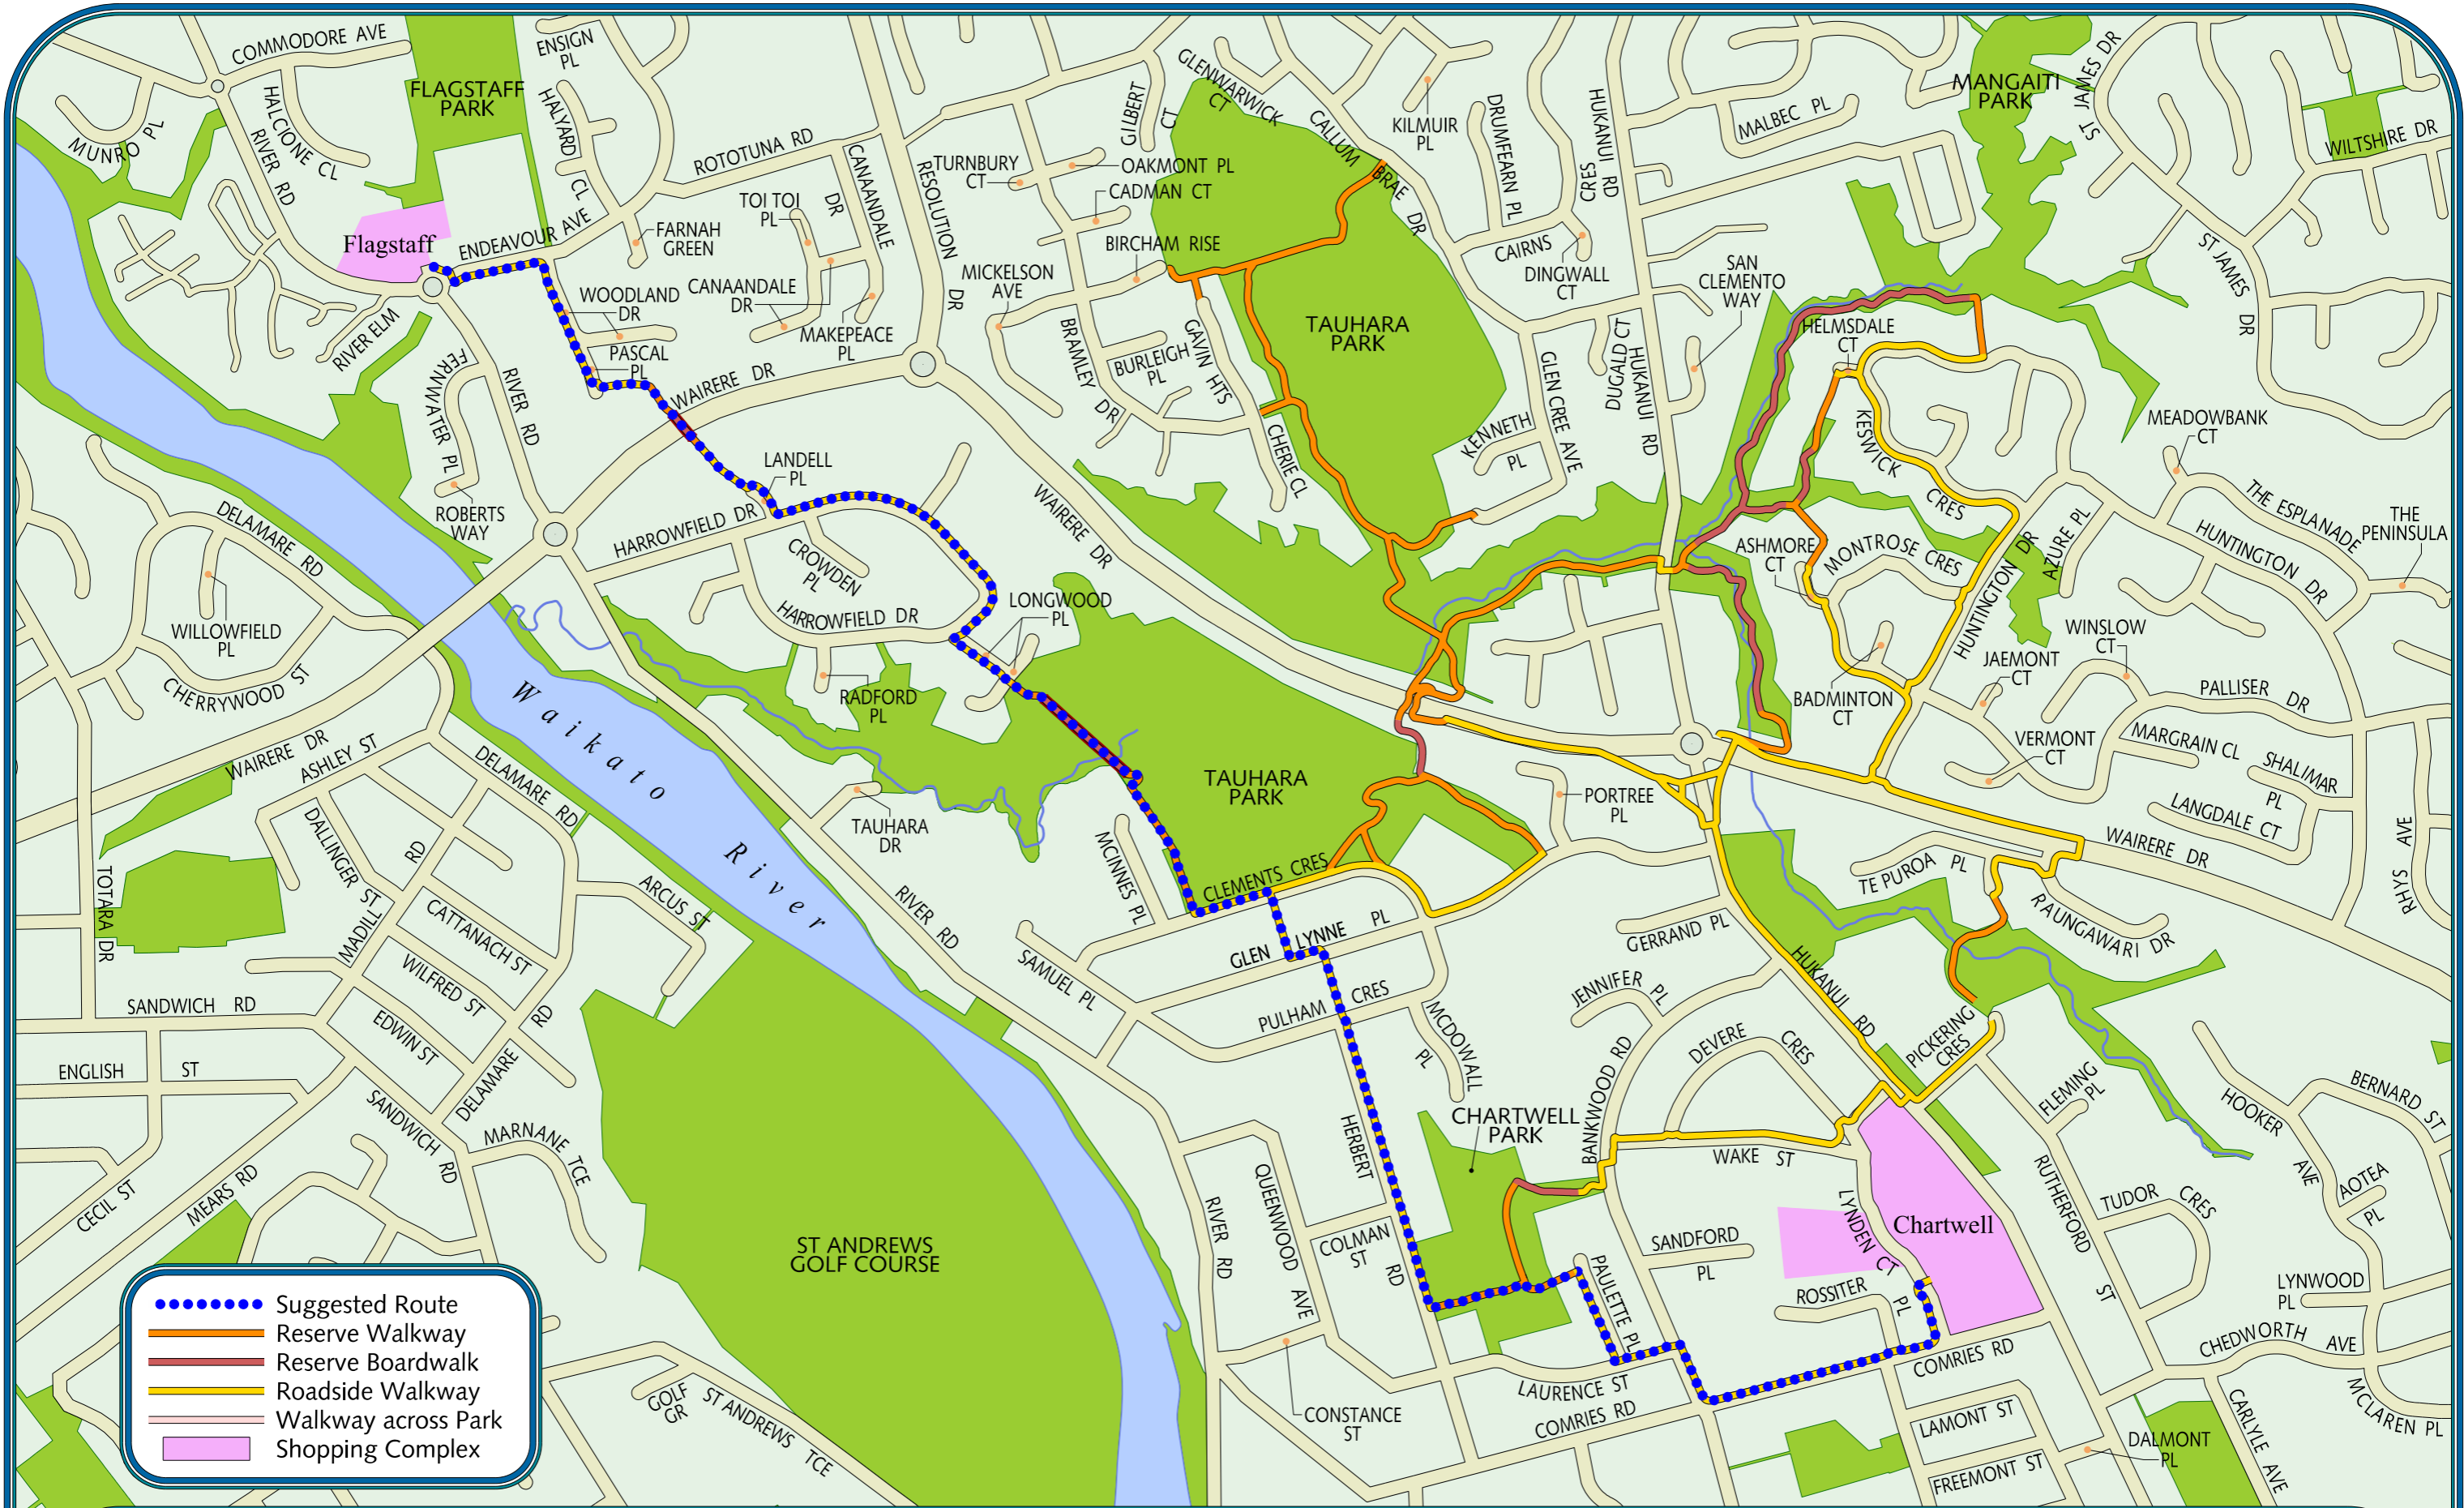 COMMODORE AVE
ENSIGN
PL
FLAGSTAFF
PARK
HALCIONE CL
MUNRO PL
RIVER RD
HALYARD
CL
ROTOTUNA RD
Flagstaff
ENDEAVOUR AVE
FARNAH
GREEN
TOI TOI
PL
DR
CANAANDALE
CANAANDALE
DR
MAKEPEACE
PL
WOODLAND
DR
PASCAL
PL
RIVER ELM
FERNWATER PL
RIVER RD
ROBERTS
WAY
WAIRERE DR
RESOLUTION
DR
TURNBURY
CT
OAKMONT PL
CADMAN CT
GILBERT
CT
GLENWARWICK
CT
BIRCHAM RISE
MICKELSON
AVE
BRAMLEY
DR
BURLEIGH
PL
GAVIN HTS
CHERIE CL
CALLUM
BRAE
DR
KILMUIR
PL
DRUMFEARN PL
CRES
CAIRNS
DINGWALL
CT
HUKANUI RD
DUGALD CT
HUKANUI RD
SAN
CLEMENTO
WAY
MALBEC PL
MANGAITI
PARK
ST JAMES DR
WILTSHIRE DR
ST JAMES
DR
TAUHARA
PARK
GLEN CREE AVE
KENNETH
PL
HELMSDALE
CT
KESWICK
CRES
MEADOWBANK
CT
THE ESPLANADE
THE
PENINSULA
HUNTINGTON DR
AZURE PL
HUNTINGTON DR
ASHMORE
CT
MONTROSE CRES
BADMINTON
CT
WINSLOW
CT
JAEMONT
CT
VERMONT
CT
PALLISER DR
MARGRAIN CL
SHALIMAR
PL
LANGDALE CT
RHYS AVE
WAIRERE DR
TE PUROA PL
RAUNGAWARI DR
LANDELL
PL
HARROWFIELD DR
CROWDEN
PL
HARROWFIELD DR
LONGWOOD
PL
RADFORD
PL
WAIRERE DR
DELAMARE RD
WILLOWFIELD
PL
CHERRYWOOD ST
WAIRERE DR
ASHLEY ST
DELAMARE RD
Waikato
River
TAUHARA
DR
TAUHARA
PARK
PORTREE
PL
MCINNES PL
CLEMENTS CRES
GLEN LYNNE PL
GERRAND PL
RIVER RD
SAMUEL PL
PULHAM CRES
JENNIFER PL
MCDOWALL
PL
HUKANUI
RD
TOTARA DR
DALLINGER ST
MADILL
RD
CATTANACH ST
ARCUS ST
WILFRED ST
EDWIN ST
SANDWICH RD
ENGLISH ST
DELAMARE
RD
SANDWICH RD
MARNANE TCE
CECIL ST
MEARS RD
ST ANDREWS
GOLF COURSE
HERBERT
RD
CHARTWELL
PARK
BANKWOOD RD
DEVERE
CRES
PICKERING
CRES
FLEMING
PL
HOOKER
AVE
BERNARD ST
AOTEA
PL
RUTHERFORD
ST
TUDOR CRES
WAKE ST
LYNDEN CT
Chartwell
SANDFORD
PL
ROSSITER
PL
PAULETTE PL
QUEENWOOD
AVE
COLMAN
ST
RIVER RD
LYNWOOD
PL
CHEDWORTH AVE
COMRIES RD
LAURENCE ST
COMRIES RD
CONSTANCE
ST
LAMONT ST
FREEMONT ST
DALMONT
PL
CARLYLE AVE
MCLAREN PL
GOLF
GR
ST ANDREWS TCE
Suggested Route
Reserve Walkway
Reserve Boardwalk
Roadside Walkway
Walkway across Park
Shopping Complex